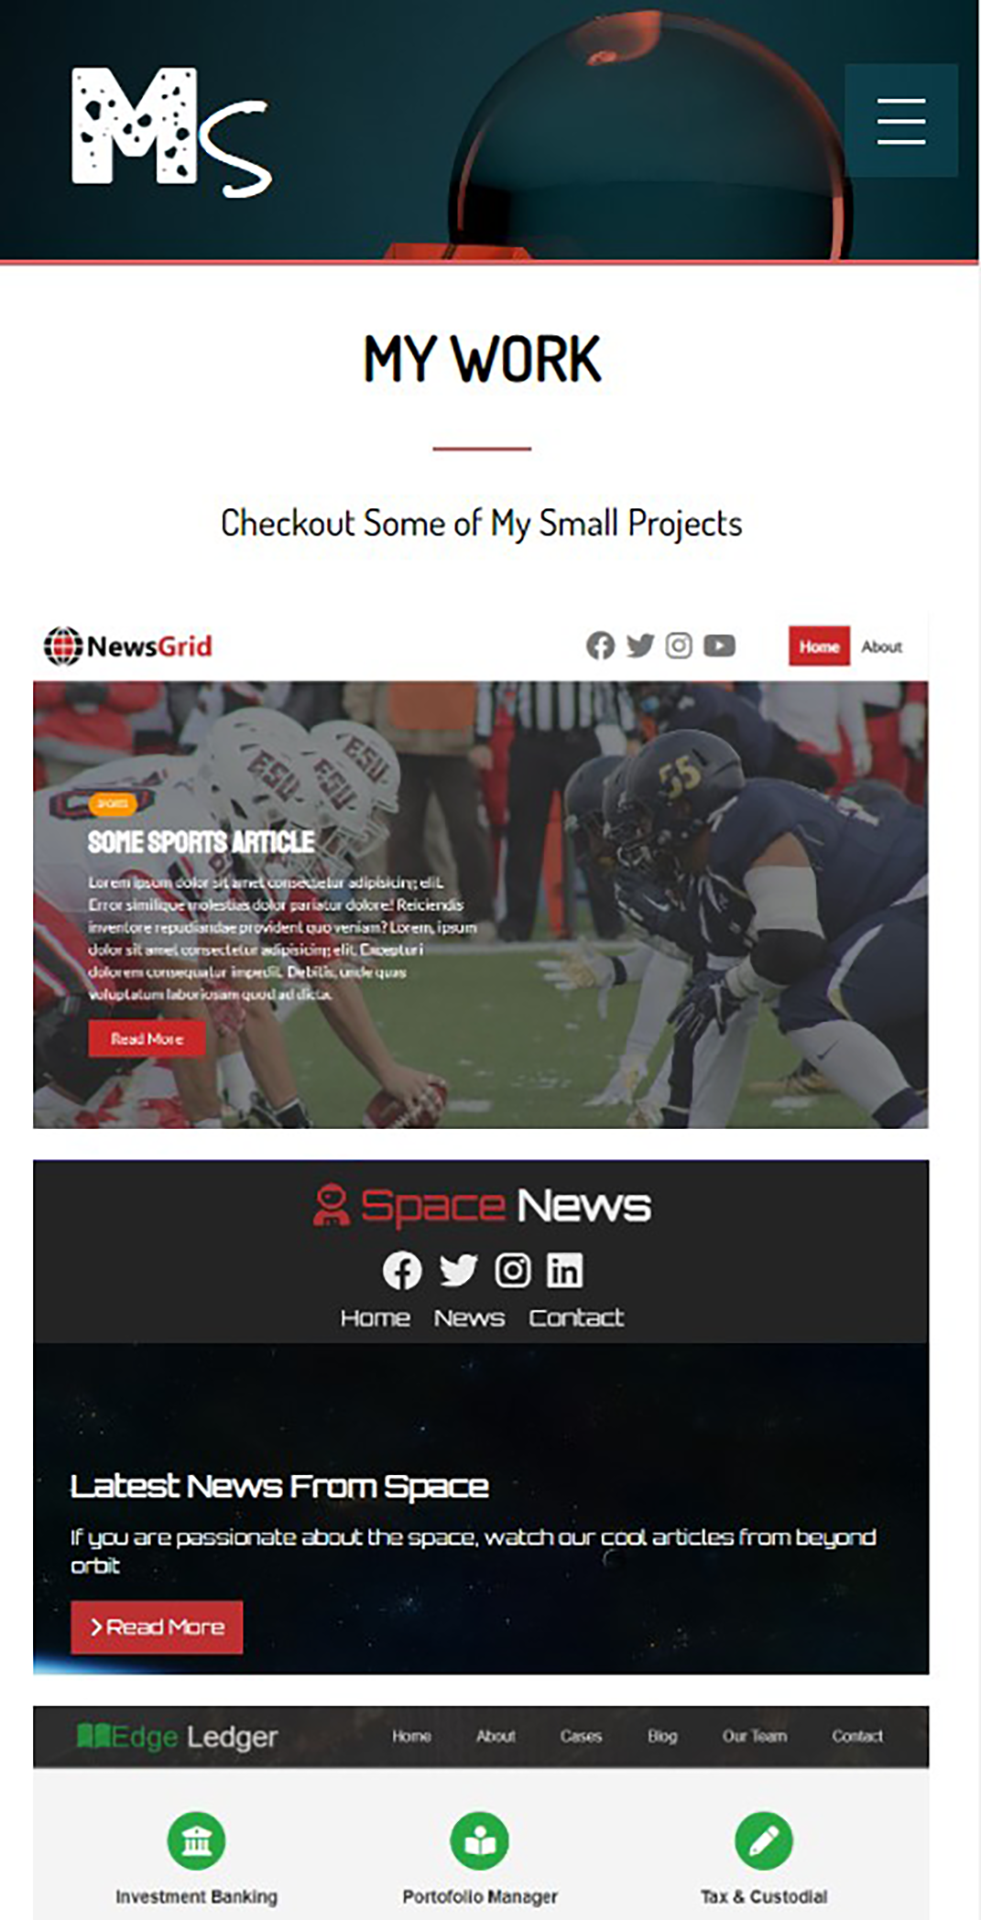 Ms
MY WORK
Checkout Some of My Small Projects
NewsGrid
Home About
ESU ESU ESU
55
SPORTS
SOME SPORTS ARTICLE
Lorem ipsum dolor sit amet consectetur adipisicing elit.
Error similique molestias dolor pariatur dolore! Reiciendis
inventore repudiandae provident quo veniam? Lorem, ipsum
dolor sit amet consectetur adipisicing elit. Excepturi
dolorem consequatur impedit. Debitis, unde quas
voluptatum laboriosam quod ad dicta.
Read More
Space News
Home News Contact
Latest News From Space
If you are passionate about the space, watch our cool articles from beyond
orbit
Read More
Edge Ledger
Home About Cases Blog Our Team Contact
Investment Banking Portofolio Manager Tax & Custodial